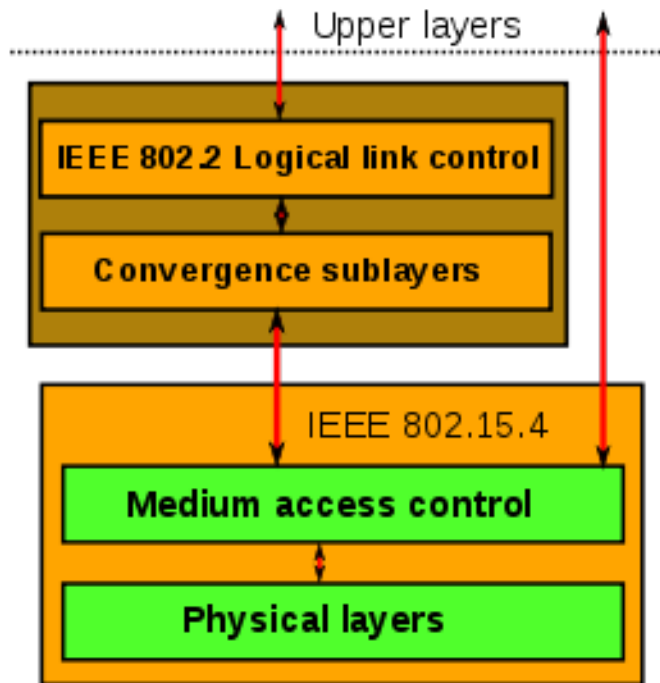 Upper layers
IEEE 802.2 Logical link control
Convergence sublayers
IEEE 802.15.4
Medium access control
Physical layers